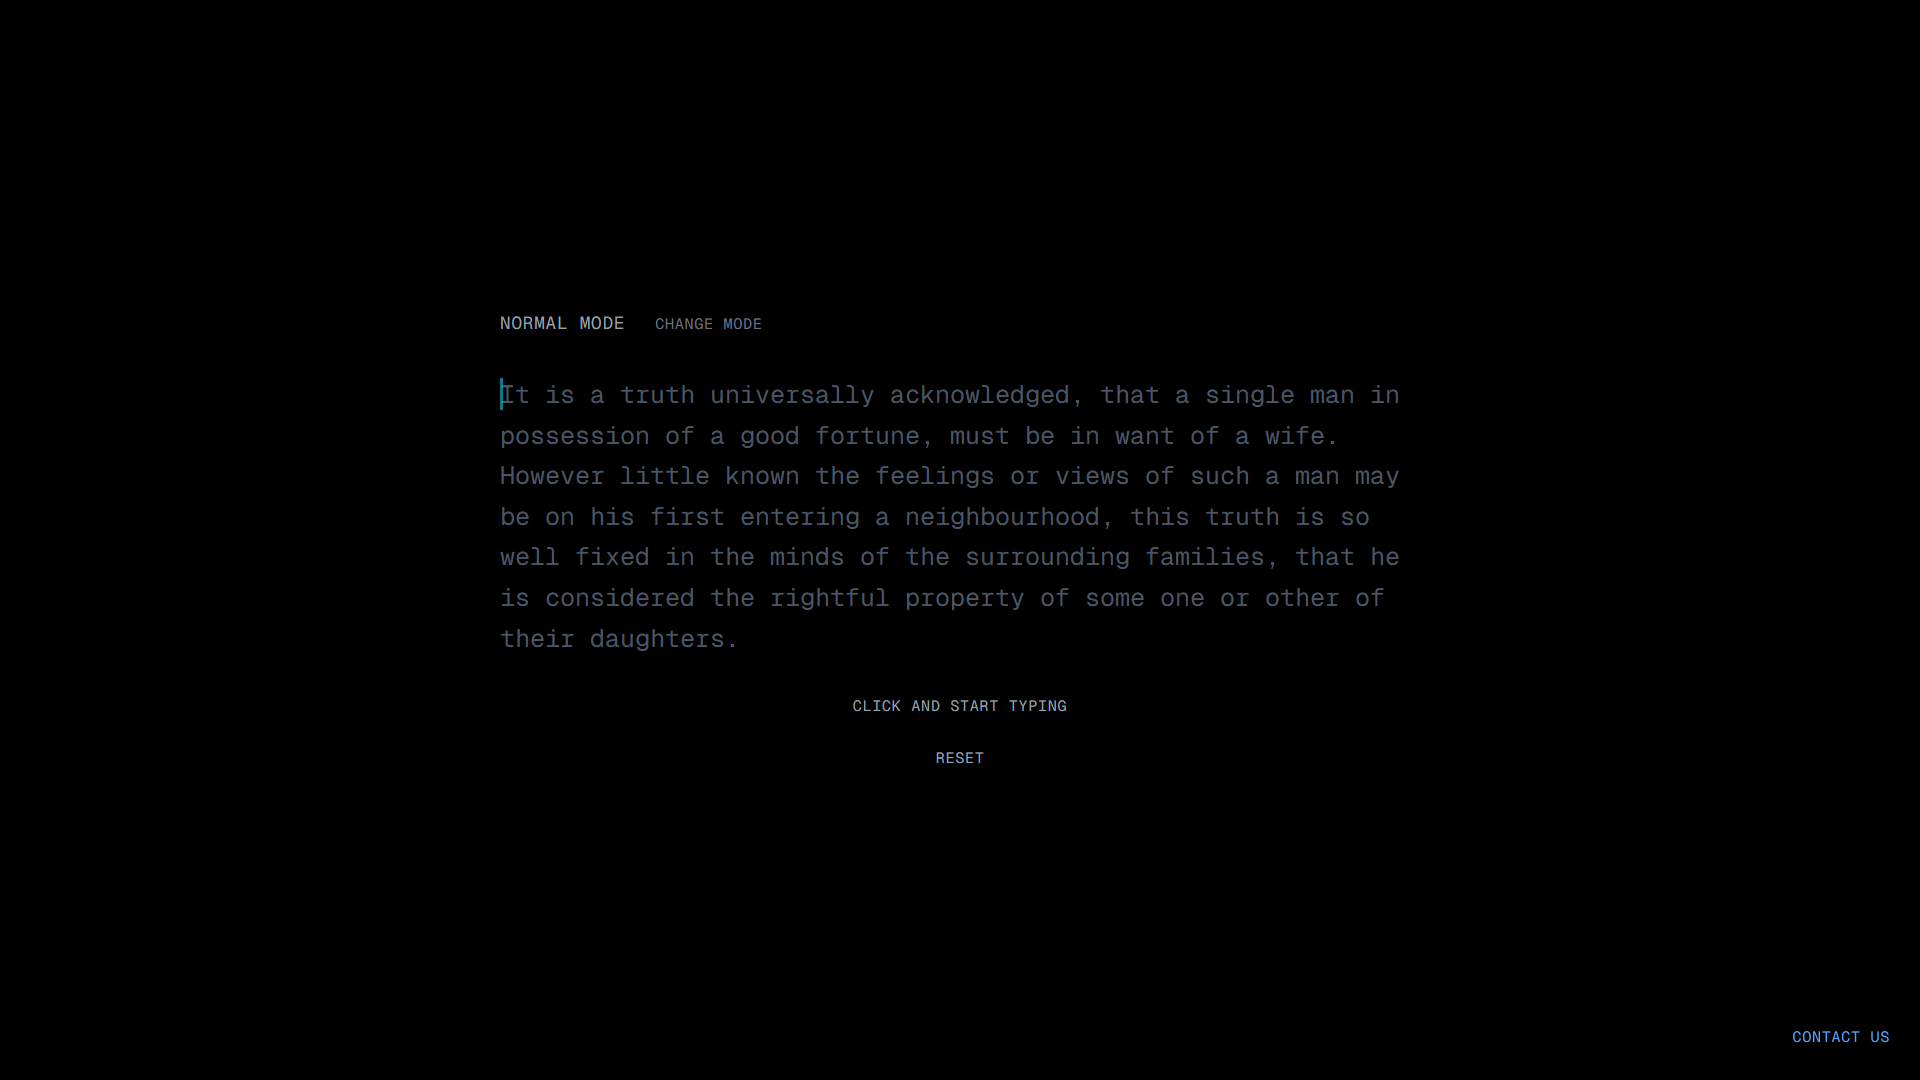 NORMAL MODE CHANGE MODE
It is a truth universally acknowledged, that a single man in
possession of a good fortune, must be in want of a wife.
However little known the feelings or views of such a man may
be on his first entering a neighbourhood, this truth is so
well fixed in the minds of the surrounding families, that he
is considered the rightful property of some one or other of
their daughters.
CLICK AND START TYPING
RESET
CONTACT US